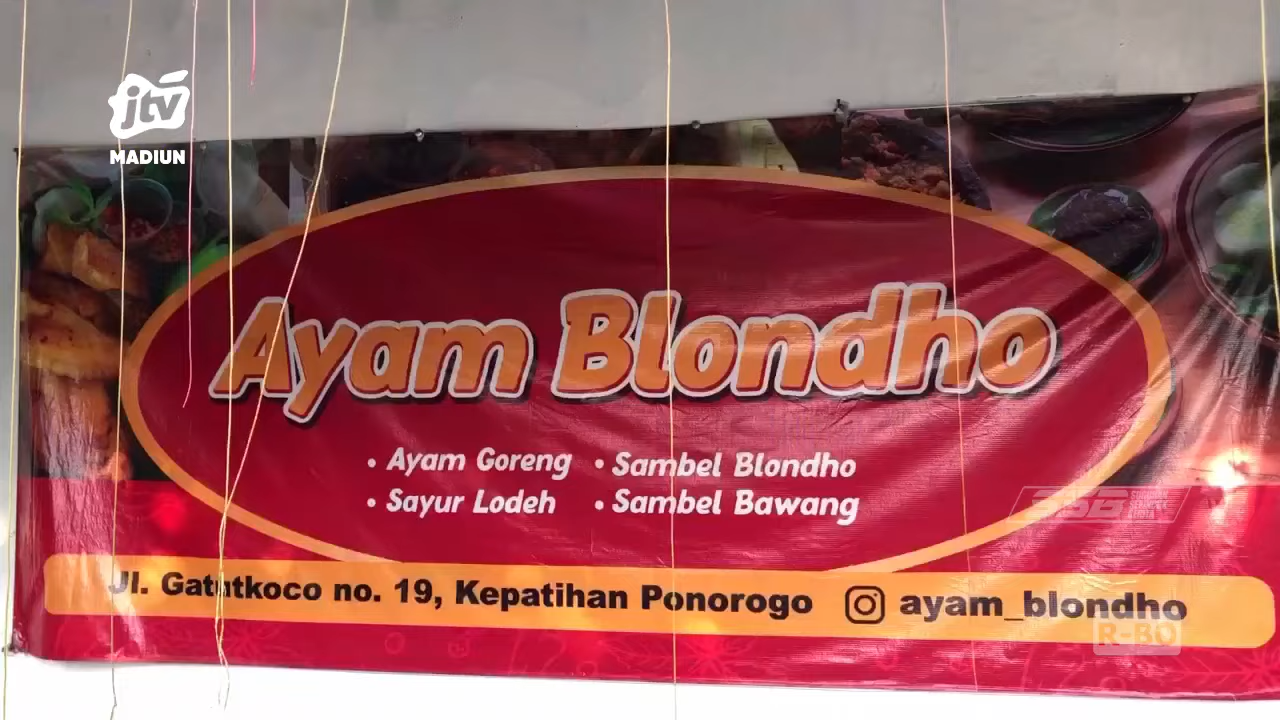 jtv
MADIUN
Ayam Blondho
• Ayam Goreng • Sambel Blondho
• Sayur Lodeh • Sambel Bawang
Jl. Gatutkoco no. 19, Kepatihan Ponorogo ayam_blondho
R-BO